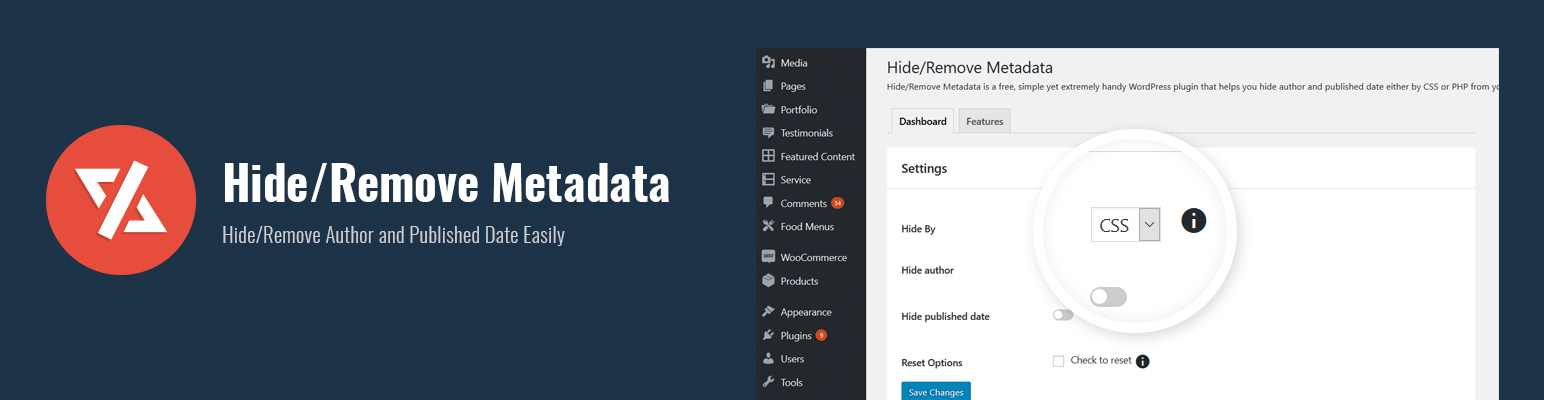 Hide/Remove Metadata
Hide/Remove Author and Published Date Easily
Media
Pages
Portfolio
Testimonials
Featured Content
Service
Comments 34
Food Menus
WooCommerce
Products
Appearance
Plugins 9
Users
Tools
Hide/Remove Metadata
Hide/Remove Metadata is a free, simple yet extremely handy WordPress plugin that helps you hide author and published date either by CSS or PHP from
Dashboard
Features
Settings
Hide By
CSS
Hide author
Hide published date
Reset Options
Check to reset
Save Changes